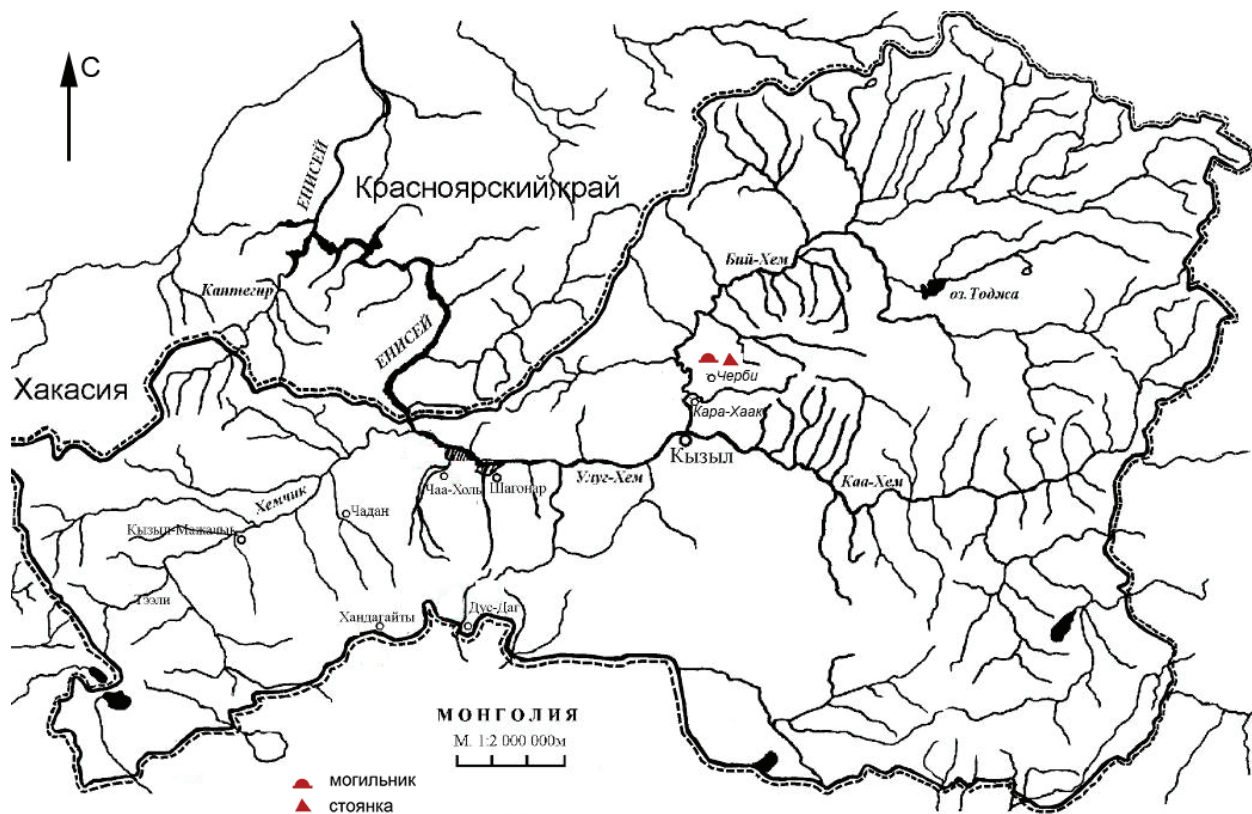 С
ЕНИСЕЙ
Красноярский край
Бий-Хем
Кантегир
оз.Тоджа
ЕНИСЕЙ
Черби
Хакасия
Кара-Хаак
Кызыл
Улуг-Хем
Каа-Хем
Чаа-Холь
Шагонар
Хемчик
Чадан
Кызыл-Мажалык
Тээли
Хандагайты
Дус-Даг
МОНГОЛИЯ
М. 1:2 000 000м
могильник
стоянка